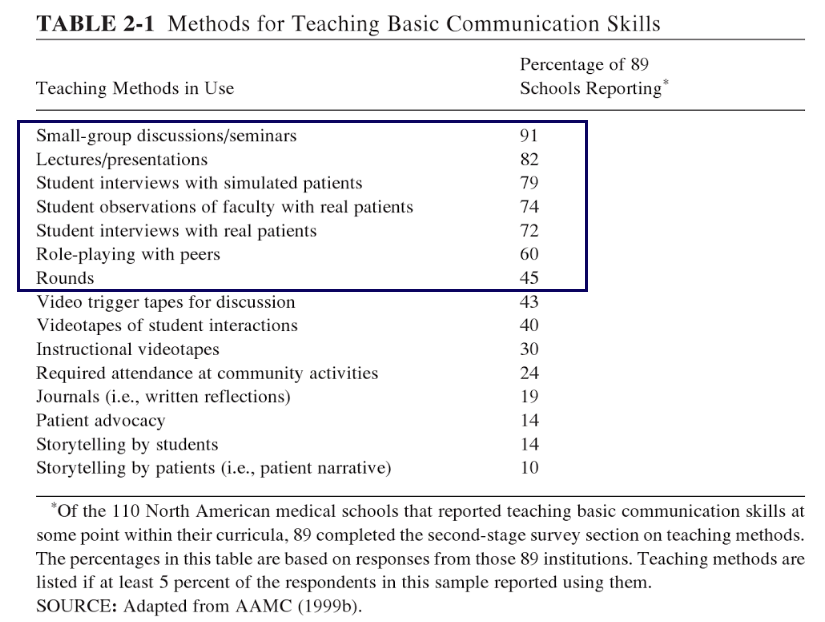 TABLE 2-1 Methods for Teaching Basic Communication Skills
Percentage of 89
Teaching Methods in Use Schools Reporting*
Small-group discussions/seminars 91
Lectures/presentations 82
Student interviews with simulated patients 79
Student observations of faculty with real patients 74
Student interviews with real patients 72
Role-playing with peers 60
Rounds 45
Video trigger tapes for discussion 43
Videotapes of student interactions 40
Instructional videotapes 30
Required attendance at community activities 24
Journals (i.e., written reflections) 19
Patient advocacy 14
Storytelling by students 14
Storytelling by patients (i.e., patient narrative) 10
*Of the 110 North American medical schools that reported teaching basic communication skills at
some point within their curricula, 89 completed the second-stage survey section on teaching methods.
The percentages in this table are based on responses from those 89 institutions. Teaching methods are
listed if at least 5 percent of the respondents in this sample reported using them.
SOURCE: Adapted from AAMC (1999b).